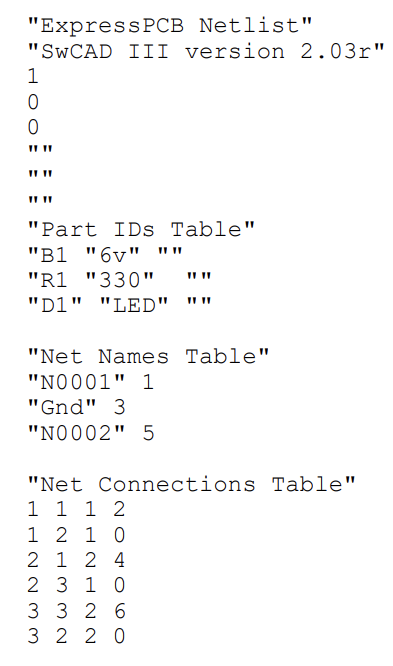 "ExpressPCB Netlist"
"SwCAD III version 2.03r"
1
0
0
""
""
""
"Part IDs Table"
"B1 "6v" ""
"R1 "330"  ""
"D1" "LED" ""

"Net Names Table"
"N0001" 1
"Gnd" 3
"N0002" 5

"Net Connections Table"
1 1 1 2
1 2 1 0
2 1 2 4
2 3 1 0
3 3 2 6
3 2 2 0